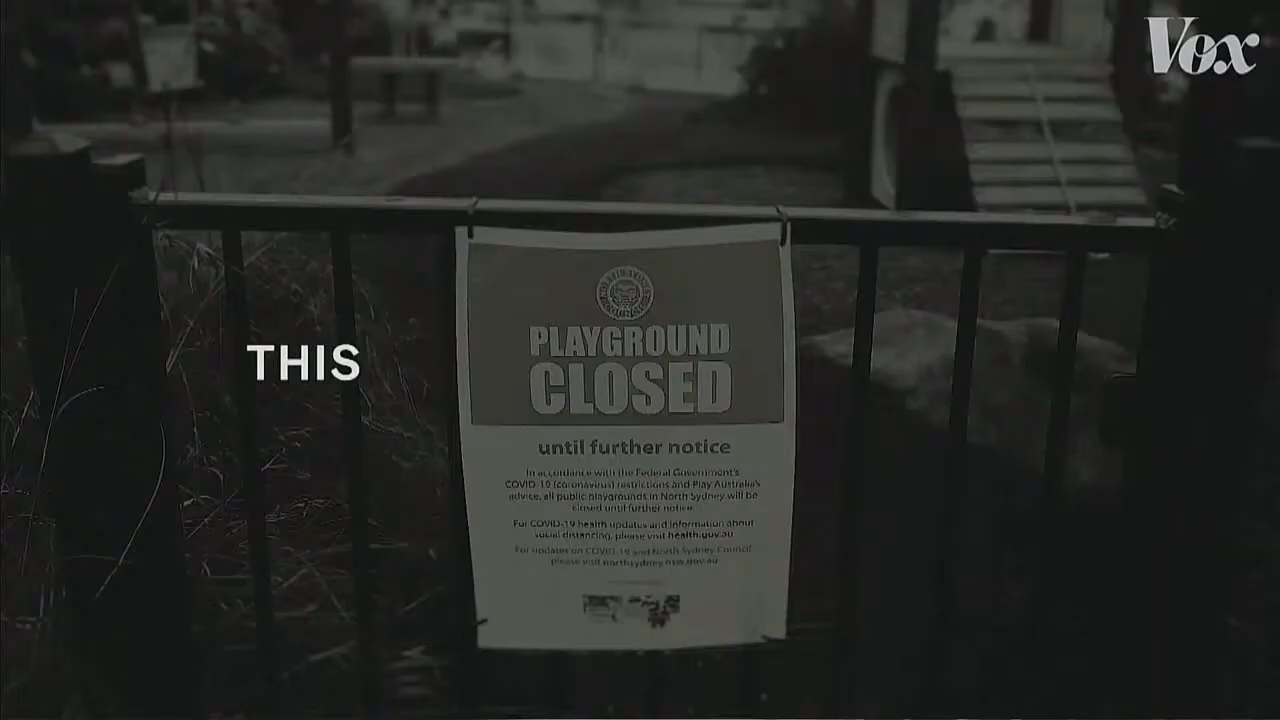 Vox
THIS
PLAYGROUND
CLOSED
until further notice
In accordance with the Federal Government's
COVID-19 (coronavirus) restrictions and Play Australia's
advice, all public playgrounds in North Sydney will be
closed until further notice.
For COVID-19 health updates and information about
social distancing, please visit health.gov.au
For updates on COVID-19 and North Sydney Council
please visit northsydney.nsw.gov.au